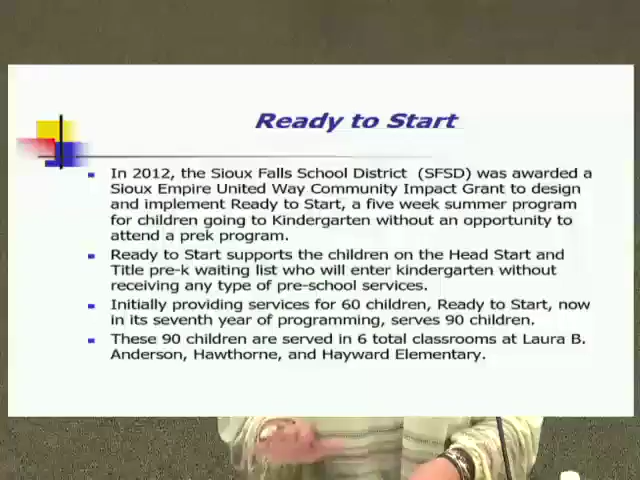 Ready to Start
In 2012, the Sioux Falls School District (SFSD) was awarded a
Sioux Empire United Way Community Impact Grant to design
and implement Ready to Start, a five week summer program
for children going to Kindergarten without an opportunity to
attend a prek program.
Ready to Start supports the children on the Head Start and
Title pre-k waiting list who will enter kindergarten without
receiving any type of pre-school services.
Initially providing services for 60 children, Ready to Start, now
in its seventh year of programming, serves 90 children.
These 90 children are served in 6 total classrooms at Laura B.
Anderson, Hawthorne, and Hayward Elementary.